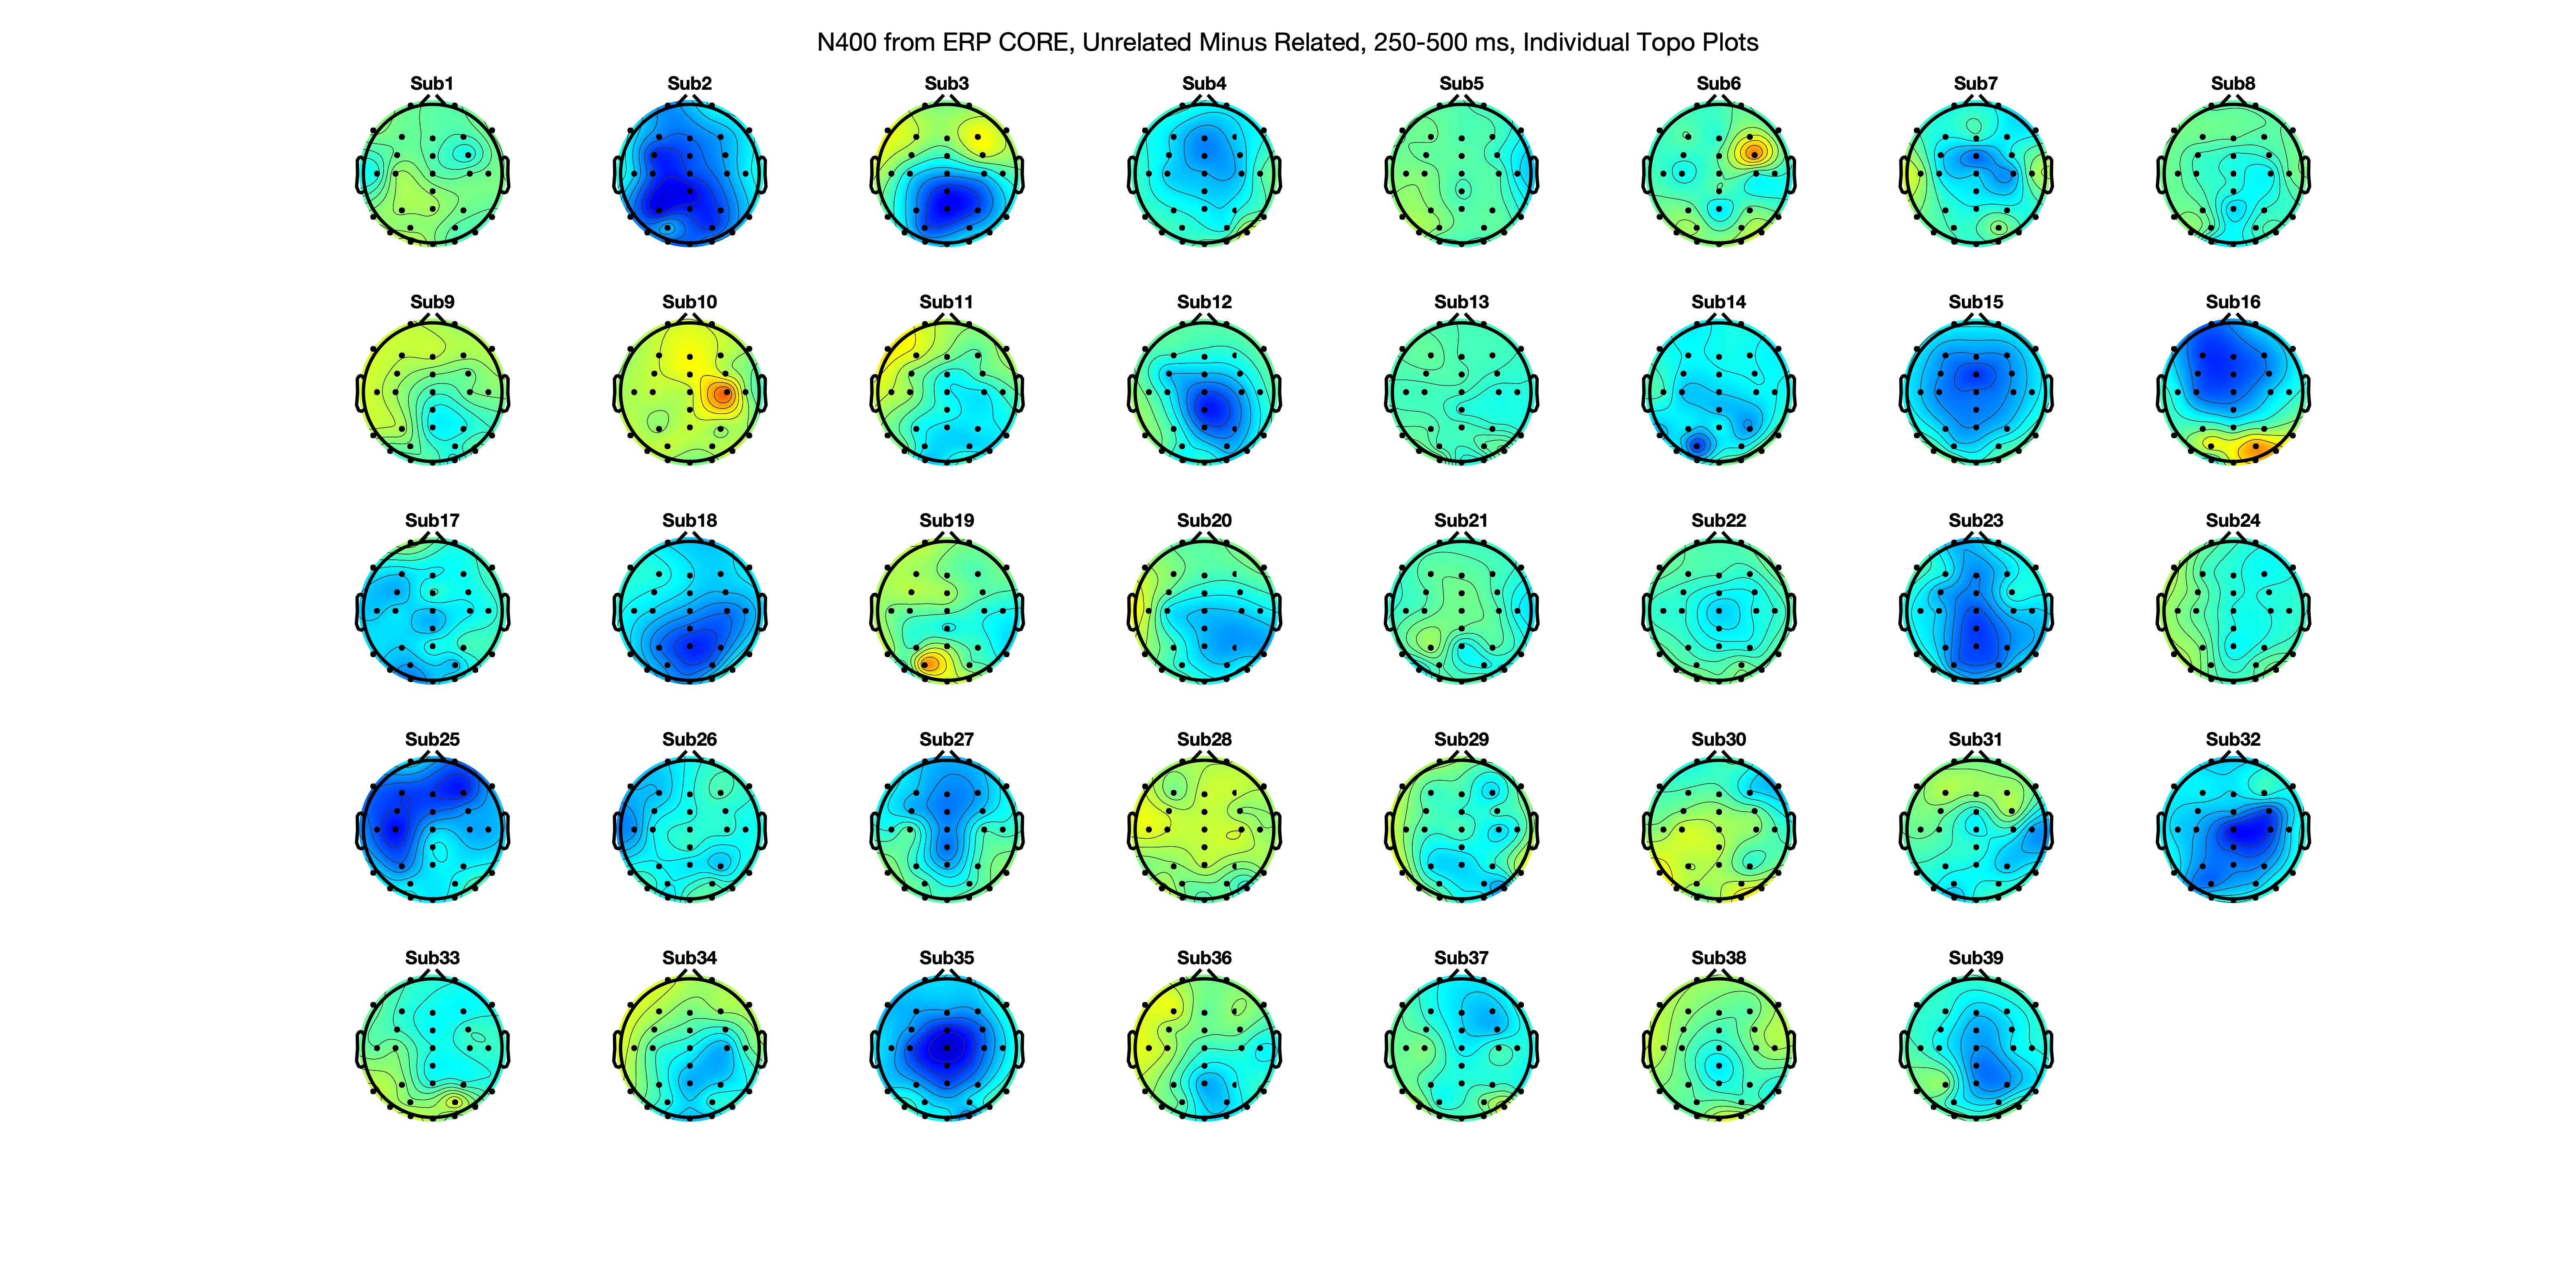 N400 from ERP CORE, Unrelated Minus Related, 250-500 ms, Individual Topo Plots
Sub1 Sub2 Sub3 Sub4 Sub5 Sub6 Sub7 Sub8
Sub9 Sub10 Sub11 Sub12 Sub13 Sub14 Sub15 Sub16
Sub17 Sub18 Sub19 Sub20 Sub21 Sub22 Sub23 Sub24
Sub25 Sub26 Sub27 Sub28 Sub29 Sub30 Sub31 Sub32
Sub33 Sub34 Sub35 Sub36 Sub37 Sub38 Sub39